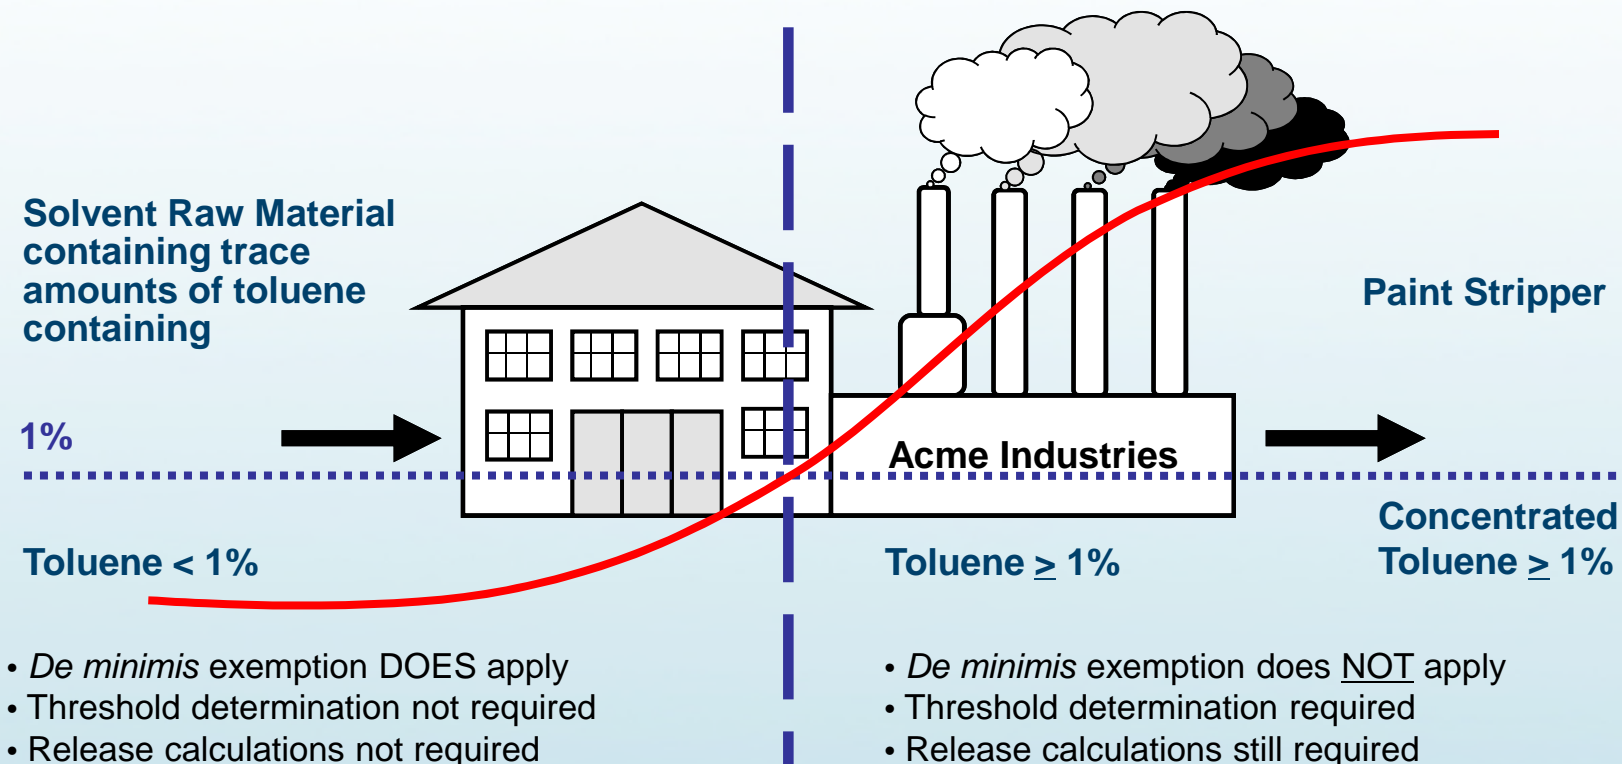 Solvent Raw Material
containing trace
amounts of toluene
containing
Paint Stripper
1%
Acme Industries
Toluene < 1%
Toluene ≥ 1%
Concentrated
Toluene ≥ 1%
• De minimis exemption DOES apply
• Threshold determination not required
• Release calculations not required
• De minimis exemption does NOT apply
• Threshold determination required
• Release calculations still required